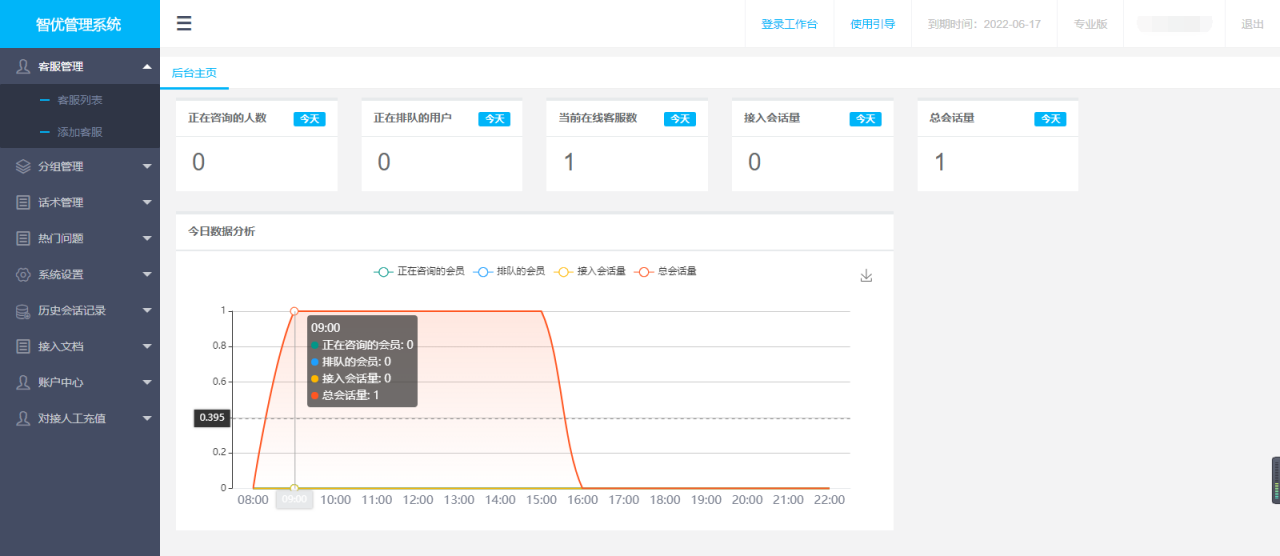 智优管理系统
登录工作台 使用引导 到期时间：2022-06-17 专业版 退出
客服管理
客服列表
添加客服
分组管理
话术管理
热门问题
系统设置
历史会话记录
接入文档
账户中心
对接人工充值
后台主页
正在咨询的人数 今天
0
正在排队的用户 今天
0
当前在线客服数 今天
1
接入会话量 今天
0
总会话量 今天
1
今日数据分析
正在咨询的会员 排队的会员 接入会话量 总会话量
1
0.8
0.6
0.395
0.2
0
09:00
正在咨询的会员: 0
排队的会员: 0
接入会话量: 0
总会话量: 1
08:00 09:00 10:00 11:00 12:00 13:00 14:00 15:00 16:00 17:00 18:00 19:00 20:00 21:00 22:00